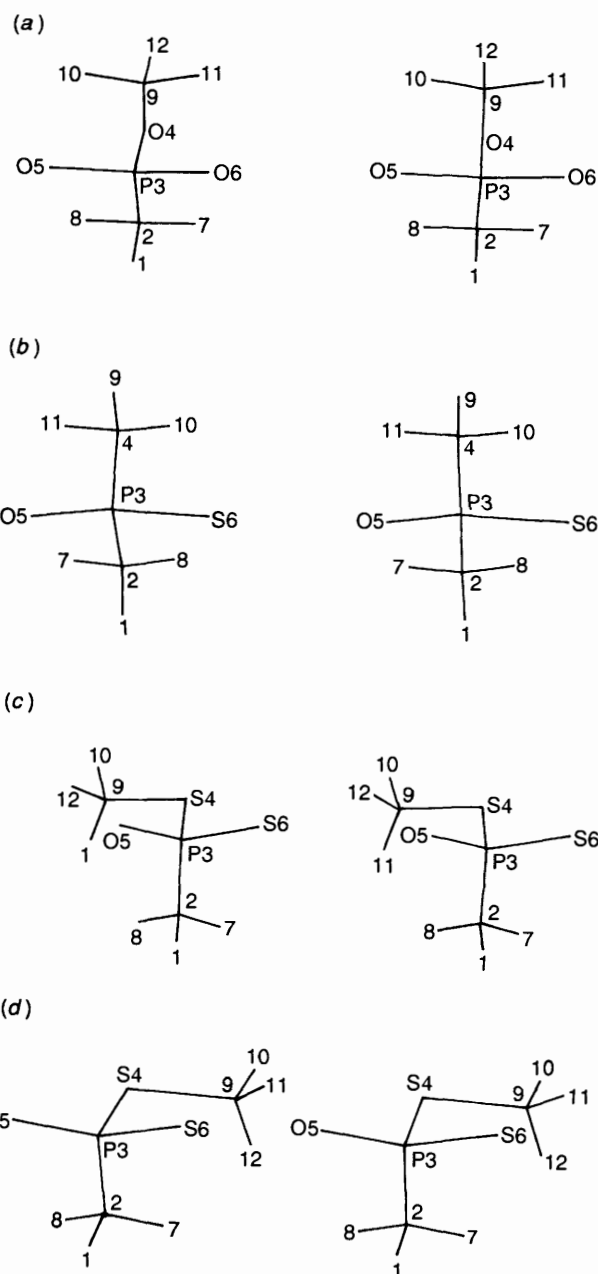 (a)
12 12
10 11 10 11
9 9
O4 O4
O5 O6 O5 O6
P3 P3
8 7 8 7
2 2
1 1
(b)
9 9
11 10 11 10
4 4
P3 P3
O5 S6 O5 S6
7 8 7 8
2 2
1 1
(c)
10 10
12 9 S4 12 9 S4
1 O5 S6 O5 S6
P3 11 P3
2 2
8 7 8 7
1 1
(d)
10 10
S4 9 11 S4 9 11
5 S6 O5 S6
P3 12 P3 12
2 2
8 7 8 7
1 1